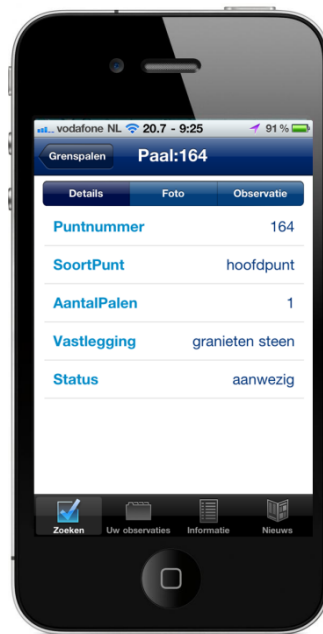 vodafone NL 20.7 - 9:25 91 %
Grenspalen Paal:164
Details Foto Observatie
Puntnummer 164
SoortPunt hoofdpunt
AantalPalen 1
Vastlegging granieten steen
Status aanwezig
Zoeken Uw observaties Informatie Nieuws